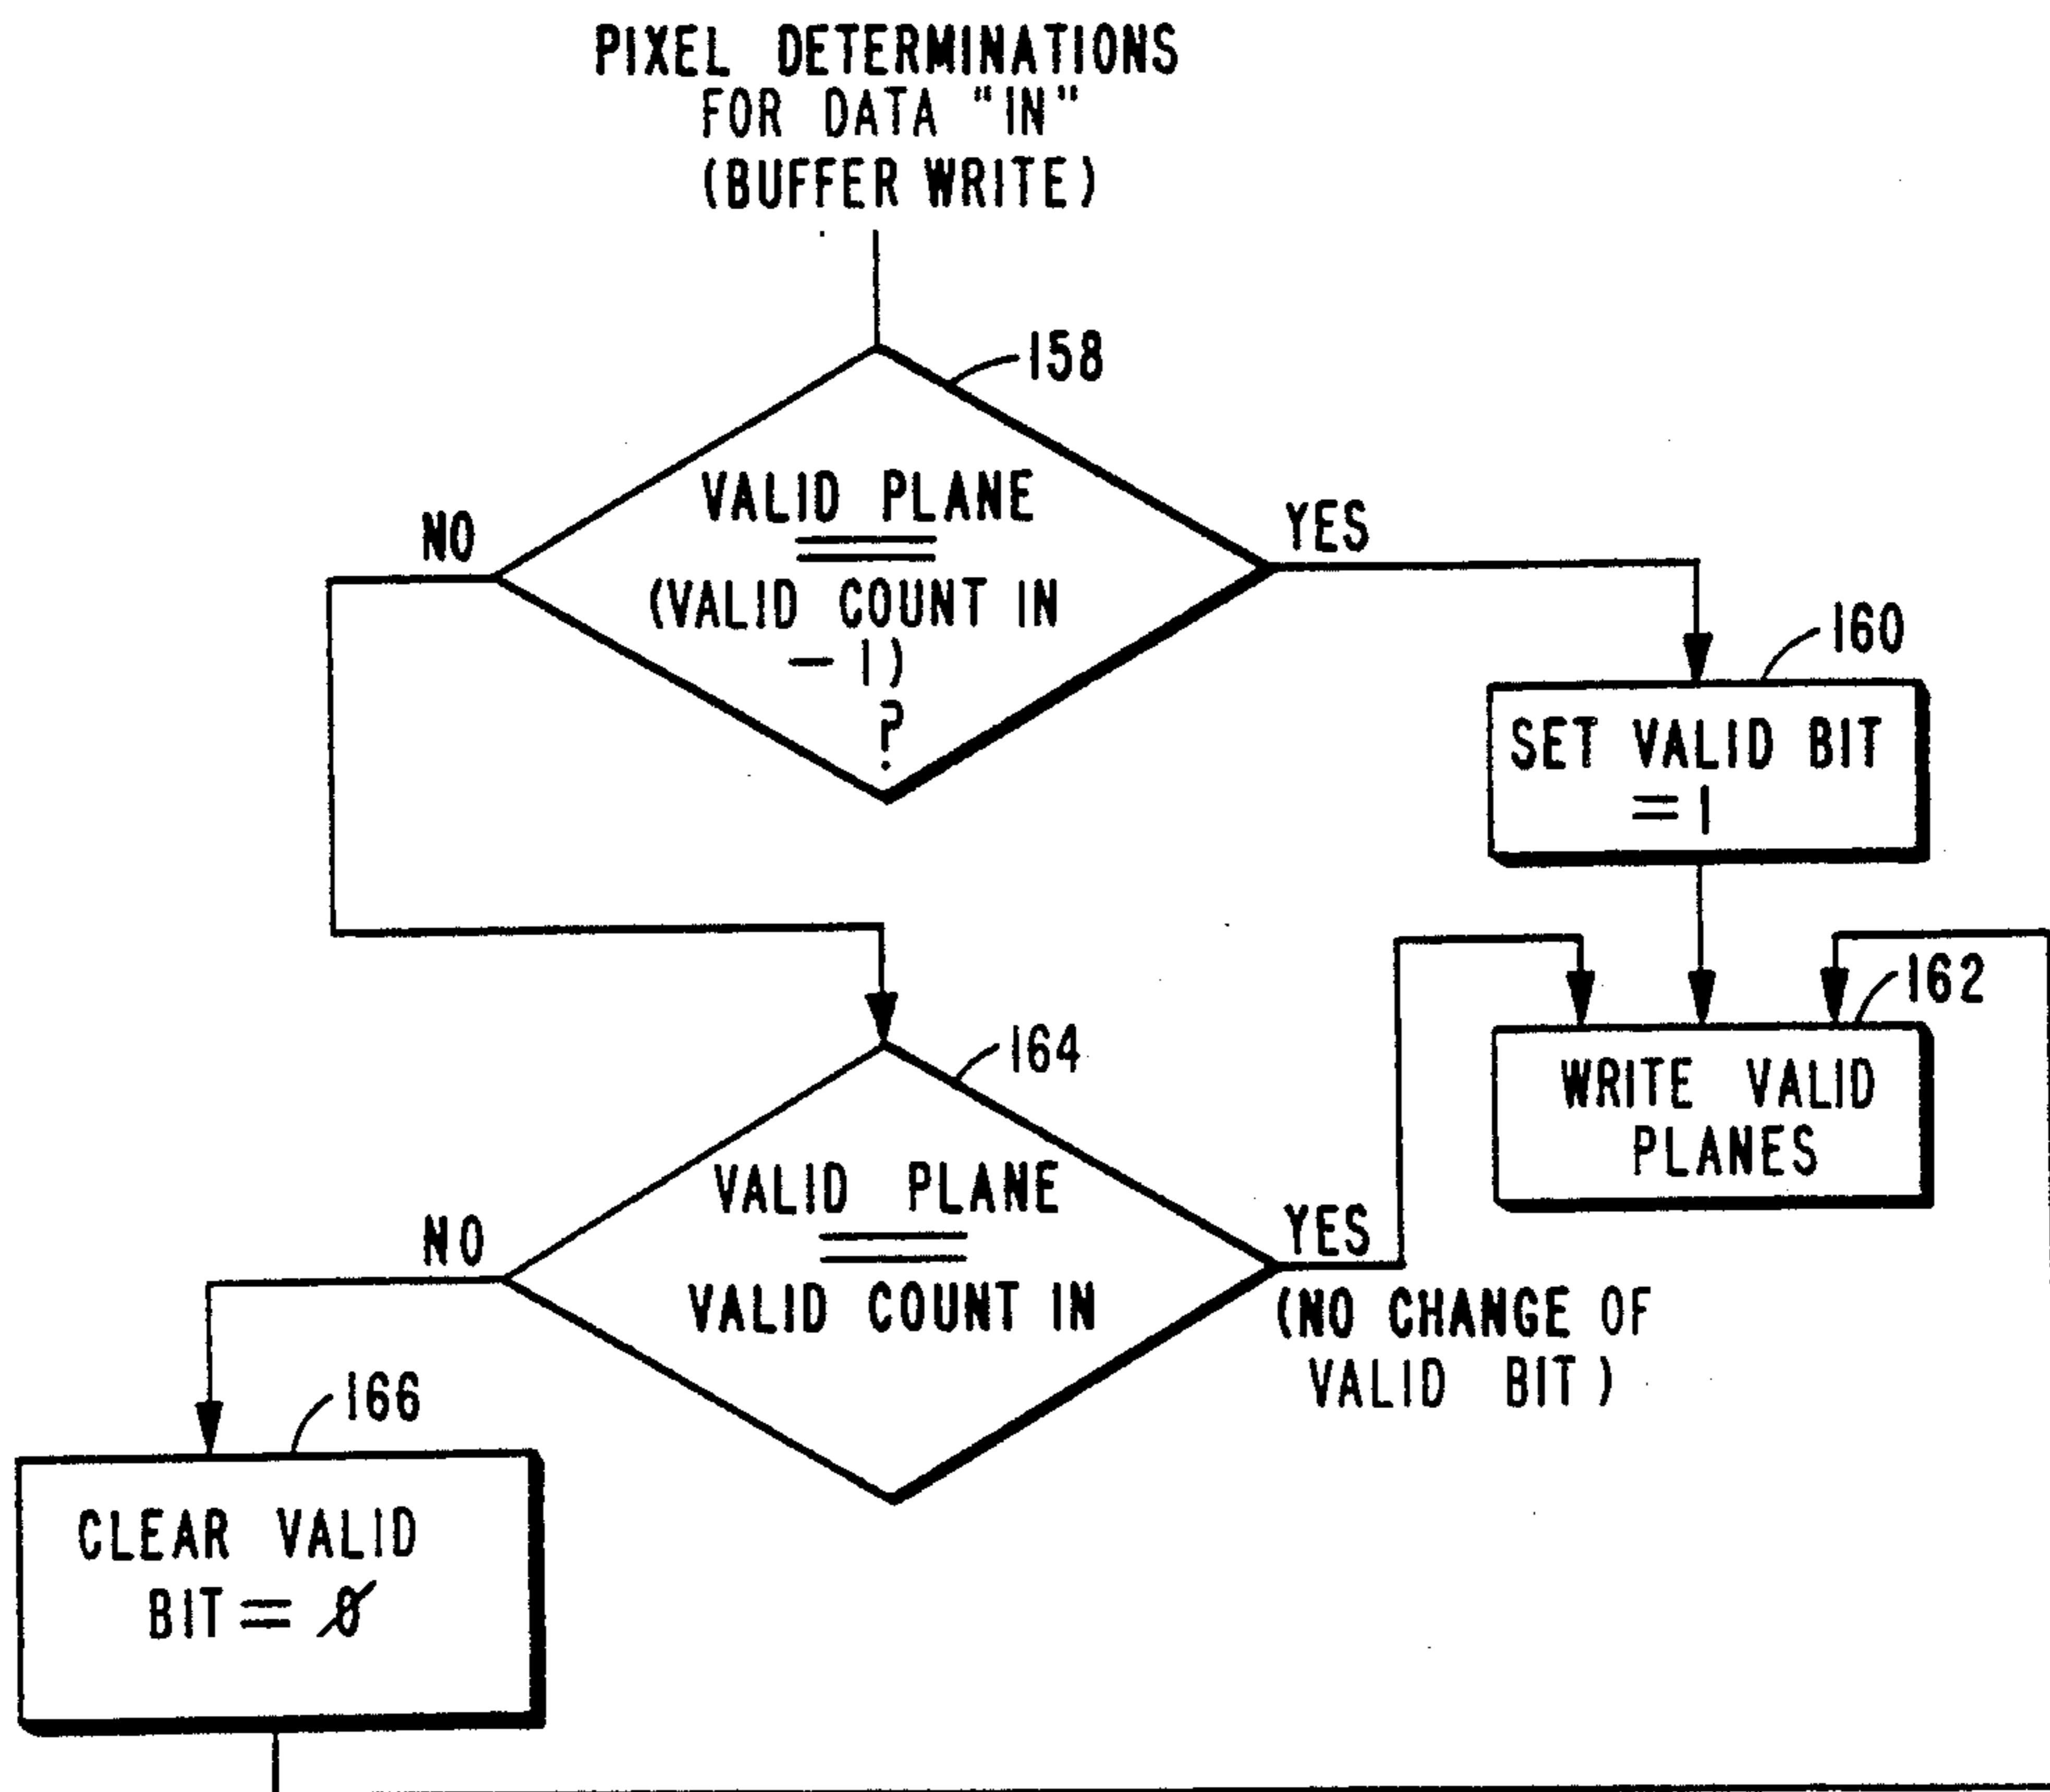 PIXEL DETERMINATIONS
FOR DATA "IN"
(BUFFER WRITE)
158
VALID PLANE
=
(VALID COUNT IN
- 1)
?
NO
YES
160
SET VALID BIT
= 1
162
WRITE VALID
PLANES
164
VALID PLANE
=
VALID COUNT IN
NO
YES
(NO CHANGE OF
VALID BIT)
166
CLEAR VALID
BIT = 0